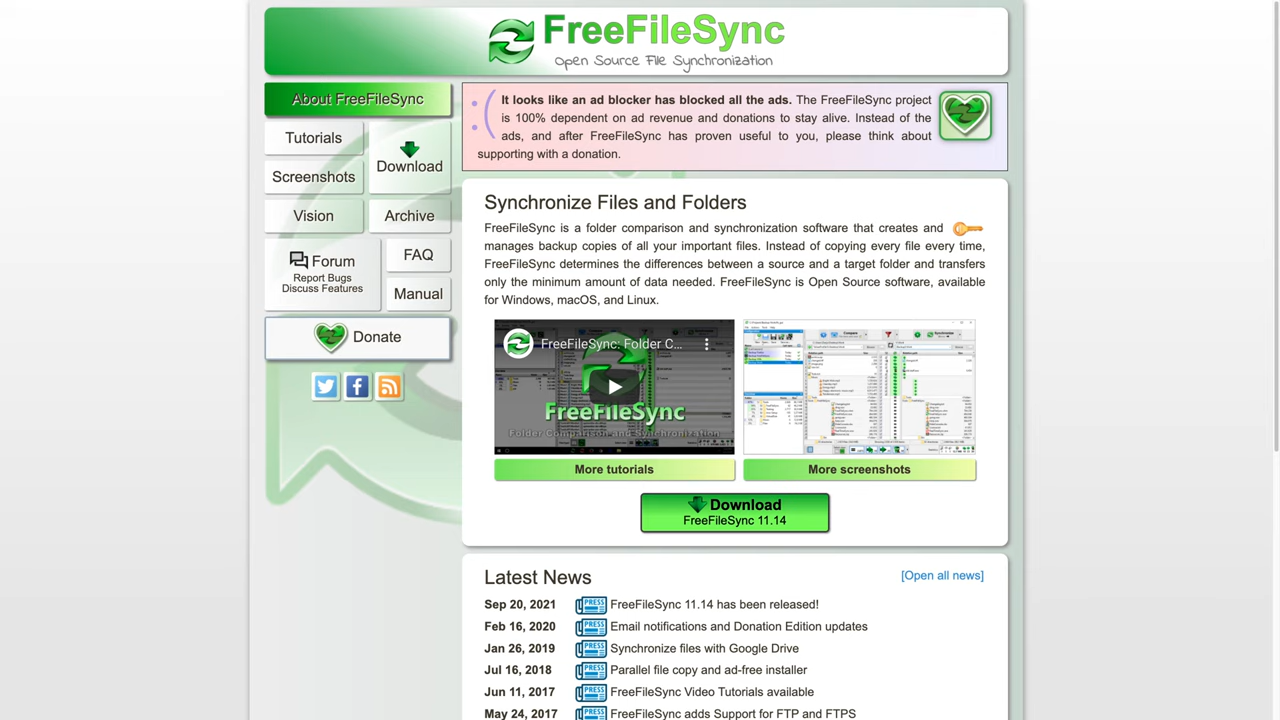 FreeFileSync
Open Source File Synchronization
About FreeFileSync
Tutorials
Download
Screenshots
Vision
Archive
Forum
Report Bugs
Discuss Features
FAQ
Manual
Donate
:( It looks like an ad blocker has blocked all the ads. The FreeFileSync project
is 100% dependent on ad revenue and donations to stay alive. Instead of the
ads, and after FreeFileSync has proven useful to you, please think about
supporting with a donation.
Synchronize Files and Folders
FreeFileSync is a folder comparison and synchronization software that creates and
manages backup copies of all your important files. Instead of copying every file every time,
FreeFileSync determines the differences between a source and a target folder and transfers
only the minimum amount of data needed. FreeFileSync is Open Source software, available
for Windows, macOS, and Linux.
FreeFileSync: Folder C...
FreeFileSync
Folder Comparison and Synchronization
More tutorials
More screenshots
Download
FreeFileSync 11.14
Latest News
[Open all news]
Sep 20, 2021 PRESS FreeFileSync 11.14 has been released!
Feb 16, 2020 PRESS Email notifications and Donation Edition updates
Jan 26, 2019 PRESS Synchronize files with Google Drive
Jul 16, 2018 PRESS Parallel file copy and ad-free installer
Jun 11, 2017 PRESS FreeFileSync Video Tutorials available
May 24, 2017 PRESS FreeFileSync adds Support for FTP and FTPS